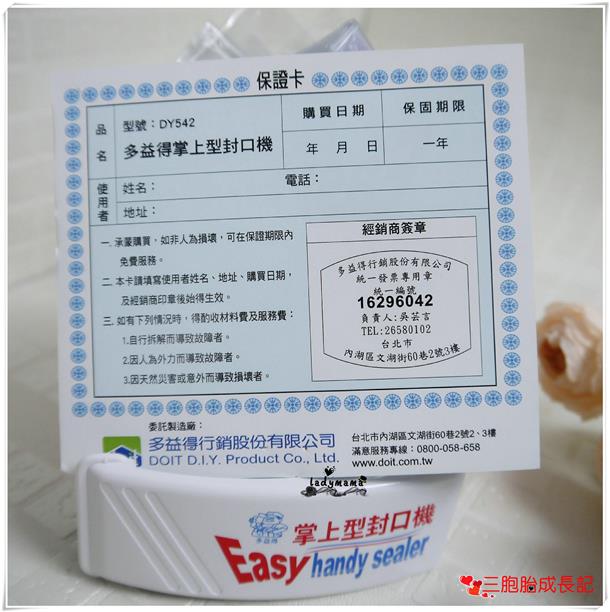 保證卡
品名
型號：DY542
多益得掌上型封口機
購買日期
保固期限
年 月 日
一年
使用者
姓名：
電話：
地址：
一. 承蒙購買，如非人為損壞，可在保證期限內
免費服務。
二. 本卡請填寫使用者姓名、地址、購買日期，
及經銷商印章後始得生效。
三. 如有下列情況時，得酌收材料費及服務費：
1.自行拆解而導致故障者。
2.因人為外力而導致故障者。
3.因天然災害或意外而導致損壞者。
經銷商簽章
多益得行銷股份有限公司
統一發票專用章
統一編號
16296042
負責人：吳芸言
TEL:26580102
台北市
內湖區文湖街60巷2號3樓
委託製造廠：
多益得行銷股份有限公司
DOIT D.I.Y. Product Co., Ltd.
台北市內湖區文湖街60巷2號2、3樓
滿意服務專線：0800-058-658
www.doit.com.tw
ladymama
多益得
掌上型封口機
Easy handy sealer
三胞胎成長記